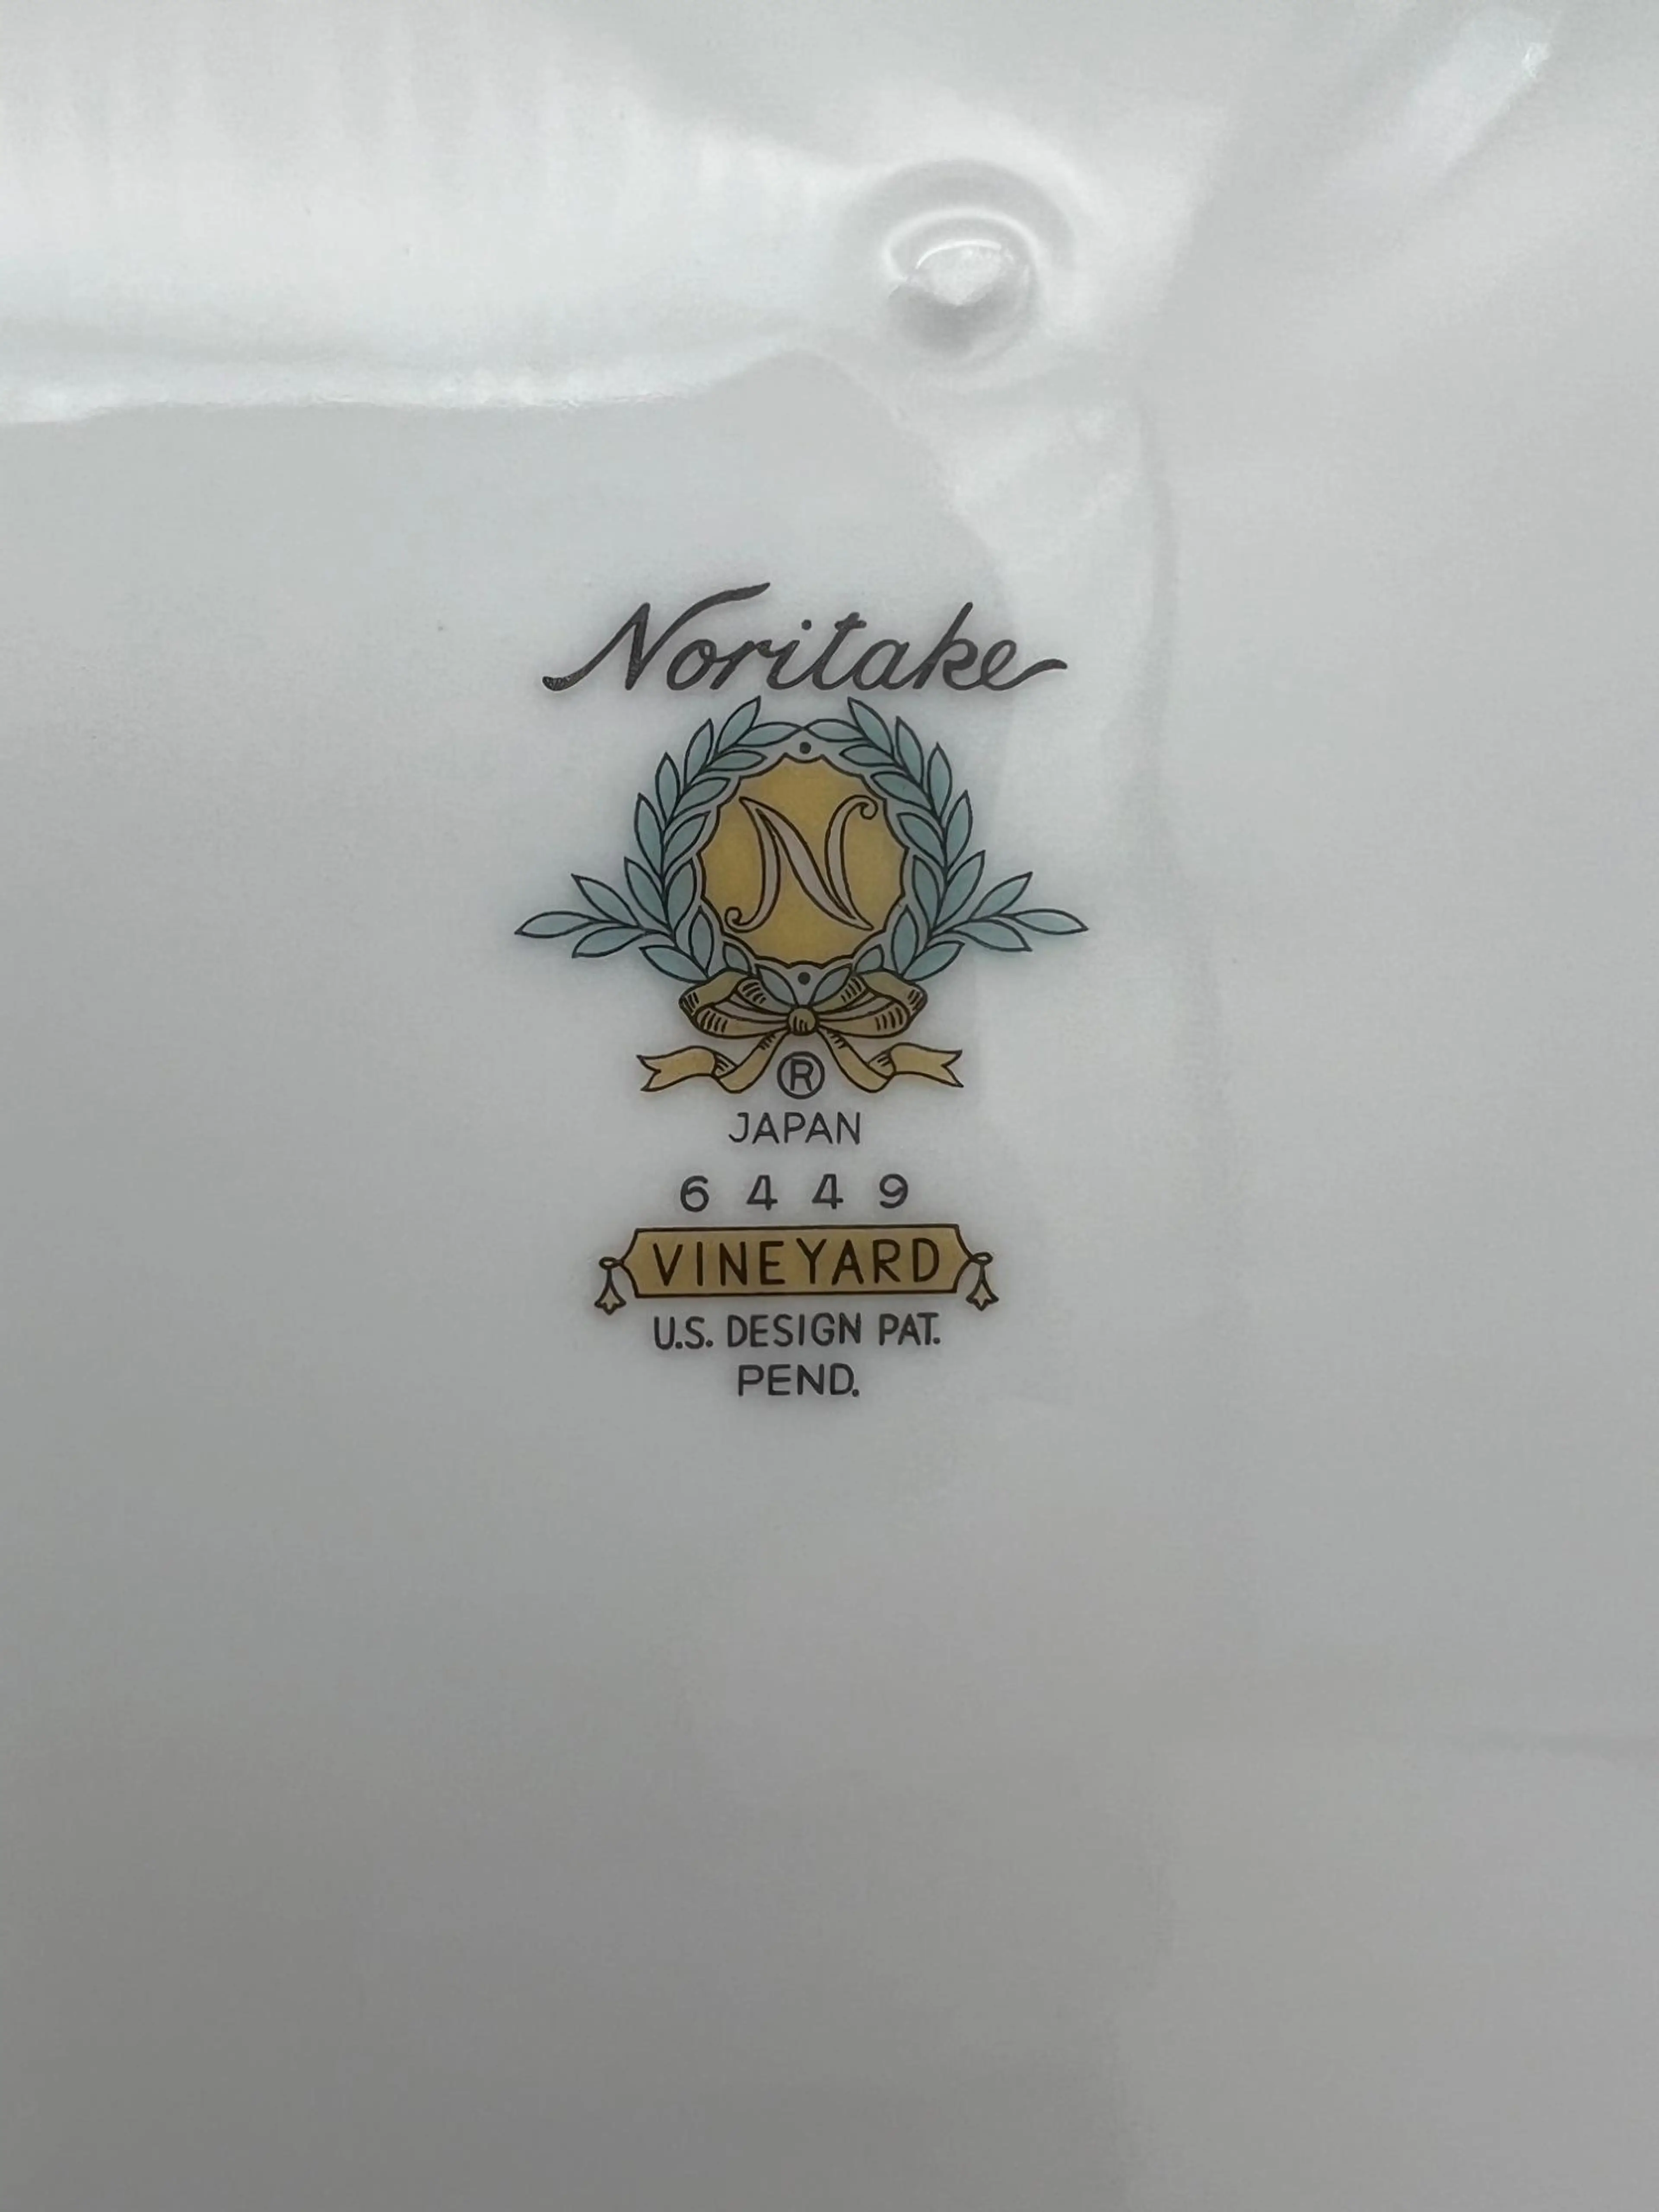 Noritake
N
®
JAPAN
6449
VINEYARD
U.S. DESIGN PAT.
PEND.